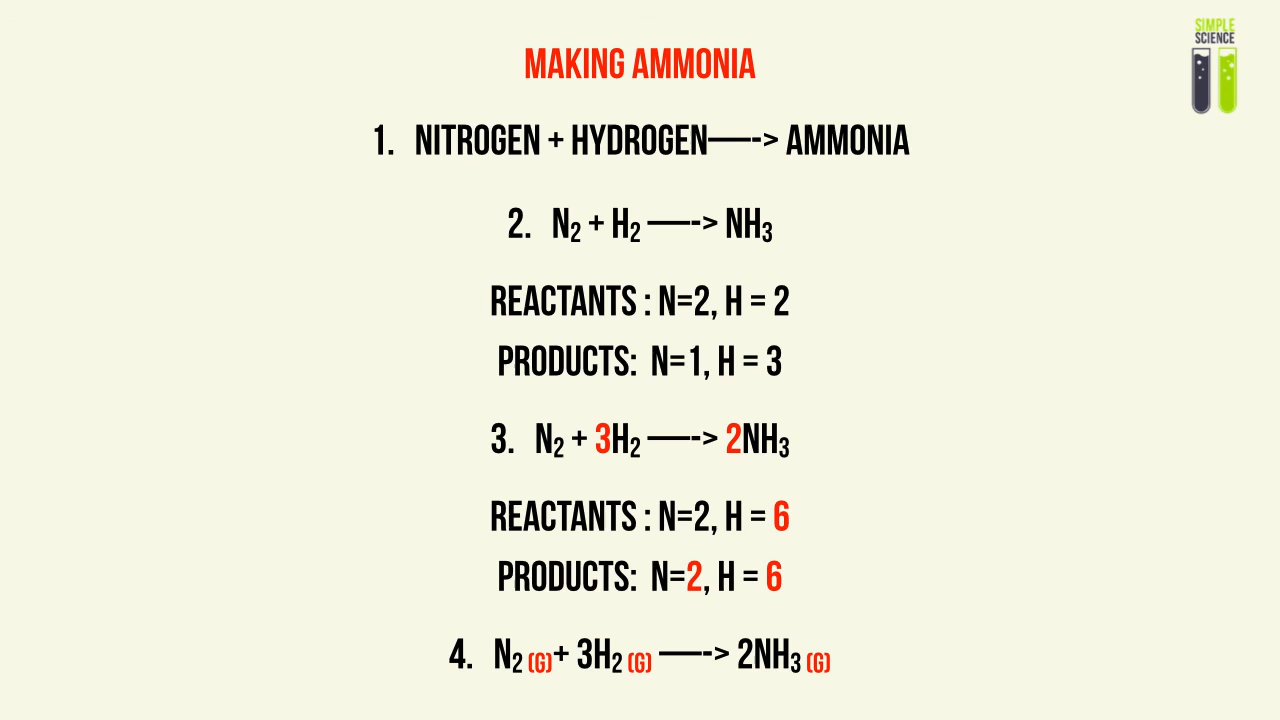 SIMPLE
SCIENCE
MAKING AMMONIA
1. NITROGEN + HYDROGEN——-> AMMONIA
2. N₂ + H₂ ——-> NH₃
REACTANTS : N=2, H = 2
PRODUCTS: N=1, H = 3
3. N₂ + 3H₂ ——-> 2NH₃
REACTANTS : N=2, H = 6
PRODUCTS: N=2, H = 6
4. N₂ (G)+ 3H₂ (G) ——-> 2NH₃ (G)